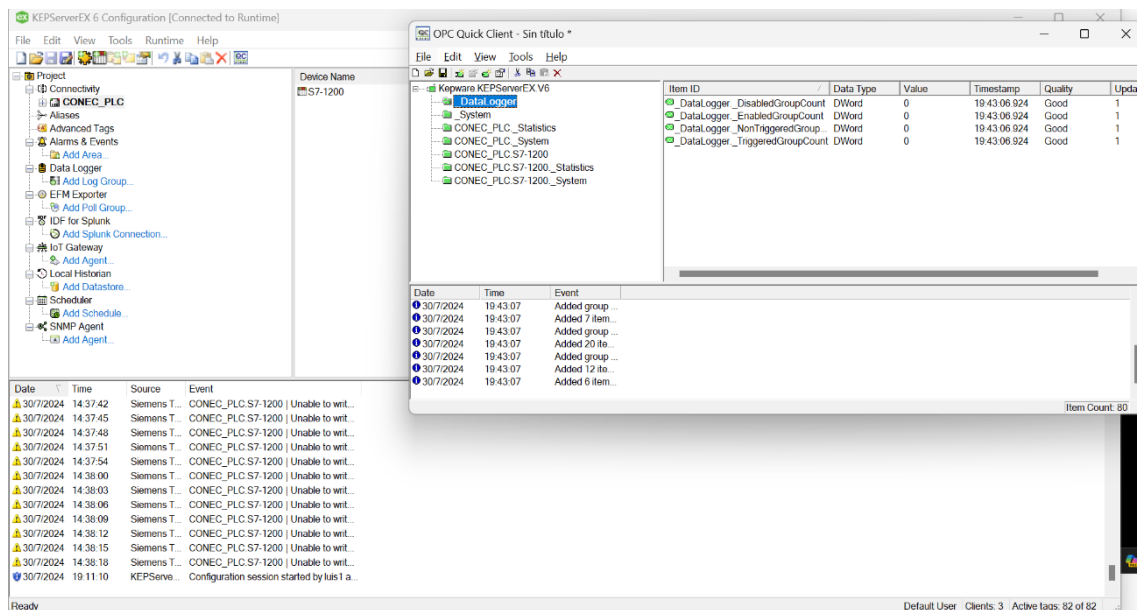 KEPServerEX 6 Configuration [Connected to Runtime]
File Edit View Tools Runtime Help
Project
Connectivity
CONEC_PLC
Aliases
Advanced Tags
Alarms & Events
Add Area...
Data Logger
Add Log Group...
EFM Exporter
Add Poll Group...
IDF for Splunk
Add Splunk Connection...
IoT Gateway
Add Agent...
Local Historian
Add Datastore...
Scheduler
Add Schedule...
SNMP Agent
Add Agent...
Device Name
S7-1200
OPC Quick Client - Sin título *
File Edit View Tools Help
Kepware KEPServerEX.V6
_DataLogger
_System
CONEC_PLC._Statistics
CONEC_PLC._System
CONEC_PLC.S7-1200
CONEC_PLC.S7-1200._Statistics
CONEC_PLC.S7-1200._System
Item ID Data Type Value Timestamp Quality Upda
_DataLogger._DisabledGroupCount DWord 0 19:43:06.924 Good 1
_DataLogger._EnabledGroupCount DWord 0 19:43:06.924 Good 1
_DataLogger._NonTriggeredGroup... DWord 0 19:43:06.924 Good 1
_DataLogger._TriggeredGroupCount DWord 0 19:43:06.924 Good 1
Date Time Event
30/7/2024 19:43:07 Added group ...
30/7/2024 19:43:07 Added 7 item...
30/7/2024 19:43:07 Added group ...
30/7/2024 19:43:07 Added 20 ite...
30/7/2024 19:43:07 Added group ...
30/7/2024 19:43:07 Added 12 ite...
30/7/2024 19:43:07 Added 6 item...
Item Count: 80
Date Time Source Event
30/7/2024 14:37:42 Siemens T... CONEC_PLC.S7-1200 | Unable to writ...
30/7/2024 14:37:45 Siemens T... CONEC_PLC.S7-1200 | Unable to writ...
30/7/2024 14:37:48 Siemens T... CONEC_PLC.S7-1200 | Unable to writ...
30/7/2024 14:37:51 Siemens T... CONEC_PLC.S7-1200 | Unable to writ...
30/7/2024 14:37:54 Siemens T... CONEC_PLC.S7-1200 | Unable to writ...
30/7/2024 14:38:00 Siemens T... CONEC_PLC.S7-1200 | Unable to writ...
30/7/2024 14:38:03 Siemens T... CONEC_PLC.S7-1200 | Unable to writ...
30/7/2024 14:38:06 Siemens T... CONEC_PLC.S7-1200 | Unable to writ...
30/7/2024 14:38:09 Siemens T... CONEC_PLC.S7-1200 | Unable to writ...
30/7/2024 14:38:12 Siemens T... CONEC_PLC.S7-1200 | Unable to writ...
30/7/2024 14:38:15 Siemens T... CONEC_PLC.S7-1200 | Unable to writ...
30/7/2024 14:38:18 Siemens T... CONEC_PLC.S7-1200 | Unable to writ...
30/7/2024 19:11:10 KEPServe... Configuration session started by luis1 a...
Ready Default User Clients: 3 Active tags: 82 of 82